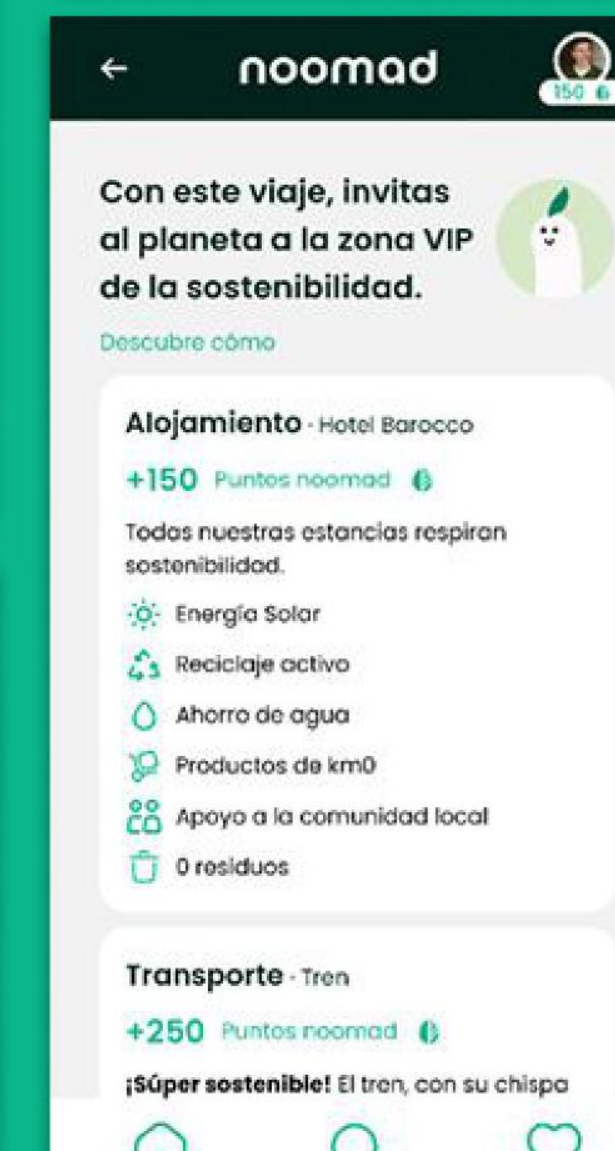 noomad
150
Con este viaje, invitas
al planeta a la zona VIP
de la sostenibilidad.
Descubre cómo
Alojamiento · Hotel Barocco
+150 Puntos noomad
Todas nuestras estancias respiran
sostenibilidad.
Energía Solar
Reciclaje activo
Ahorro de agua
Productos de km0
Apoyo a la comunidad local
0 residuos
Transporte · Tren
+250 Puntos noomad
¡Súper sostenible! El tren, con su chispa